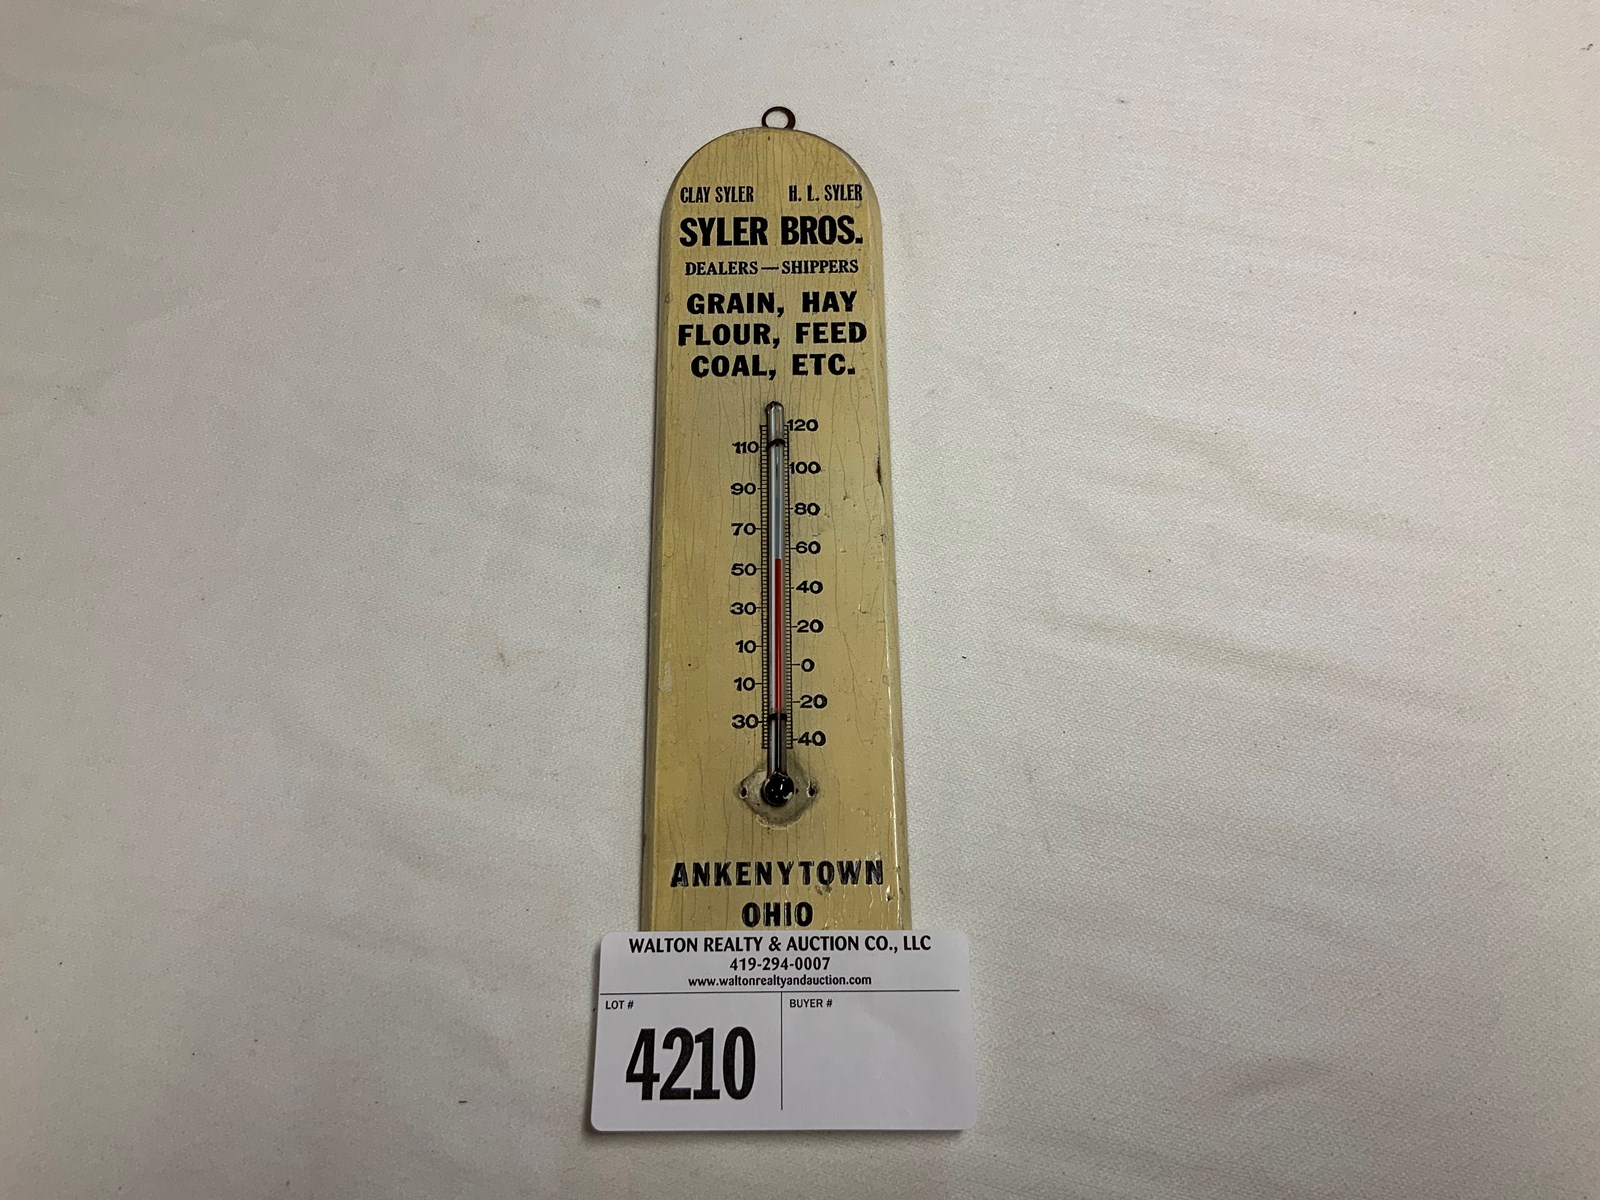 CLAY SYLER H. L. SYLER
SYLER BROS.
DEALERS—SHIPPERS
GRAIN, HAY
FLOUR, FEED
COAL, ETC.
120
110
100
90
80
70
60
50
40
30
20
10
0
10
20
30
40
ANKENYTOWN
OHIO
WALTON REALTY & AUCTION CO., LLC
419-294-0007
www.waltonrealtyandauction.com
LOT # BUYER #
4210